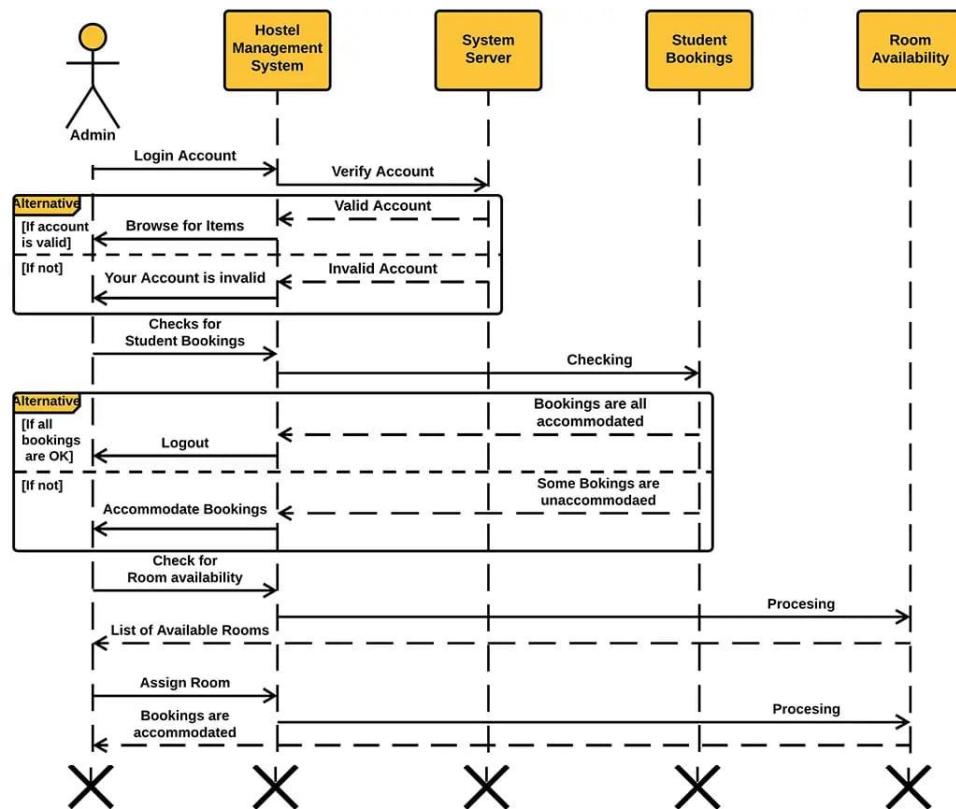 Hostel
Management
System
System
Server
Student
Bookings
Room
Availability
Admin
Login Account
Verify Account
Alternative
Valid Account
[If account
is valid]
Browse for Items
[If not]
Invalid Account
Your Account is invalid
Checks for
Student Bookings
Checking
Alternative
Bookings are all
accommodated
[If all
bookings
are OK]
Logout
[If not]
Some Bokings are
unaccommodaed
Accommodate Bookings
Check for
Room availability
Procesing
List of Available Rooms
Assign Room
Procesing
Bookings are
accommodated